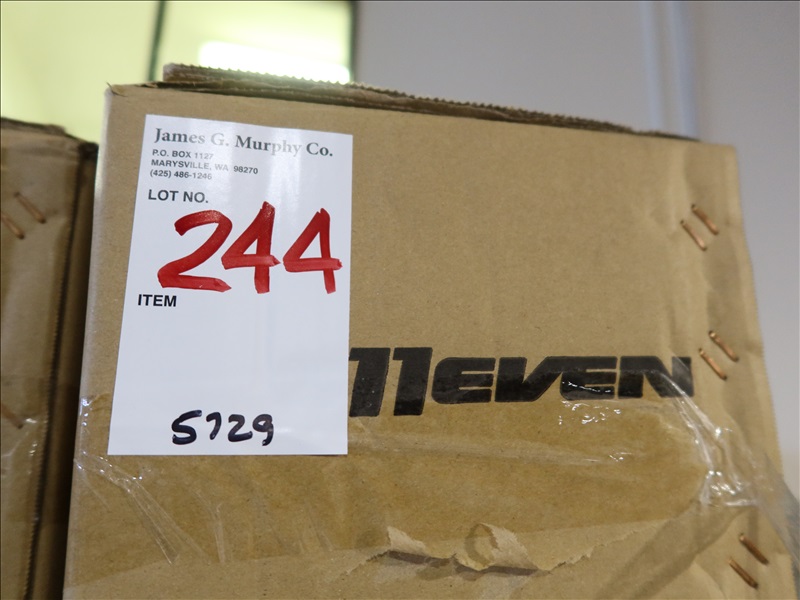 James G. Murphy Co.
P.O. BOX 1127
MARYSVILLE, WA 98270
(425) 486-1246
LOT NO.
244
ITEM
5729
11EVEN